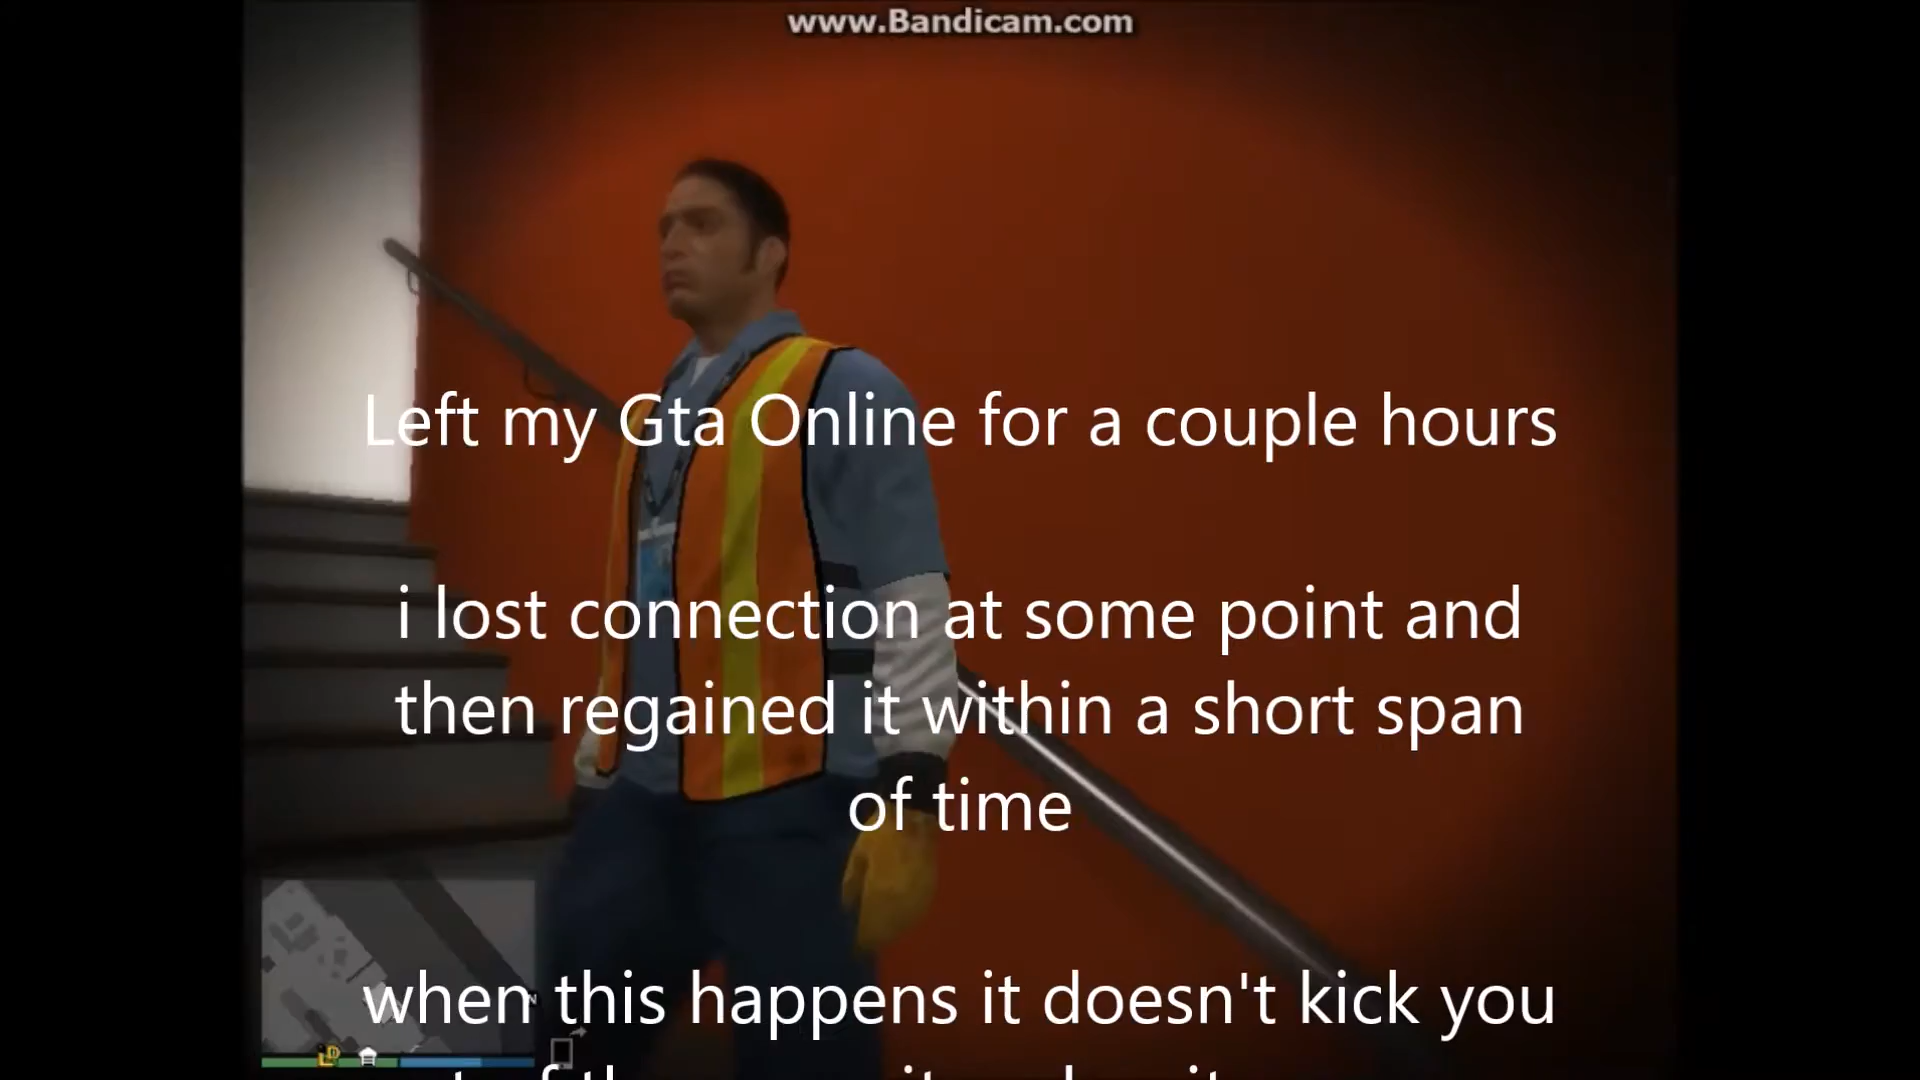 www.Bandicam.com
Left my Gta Online for a couple hours
i lost connection at some point and
then regained it within a short span
of time
when this happens it doesn't kick you